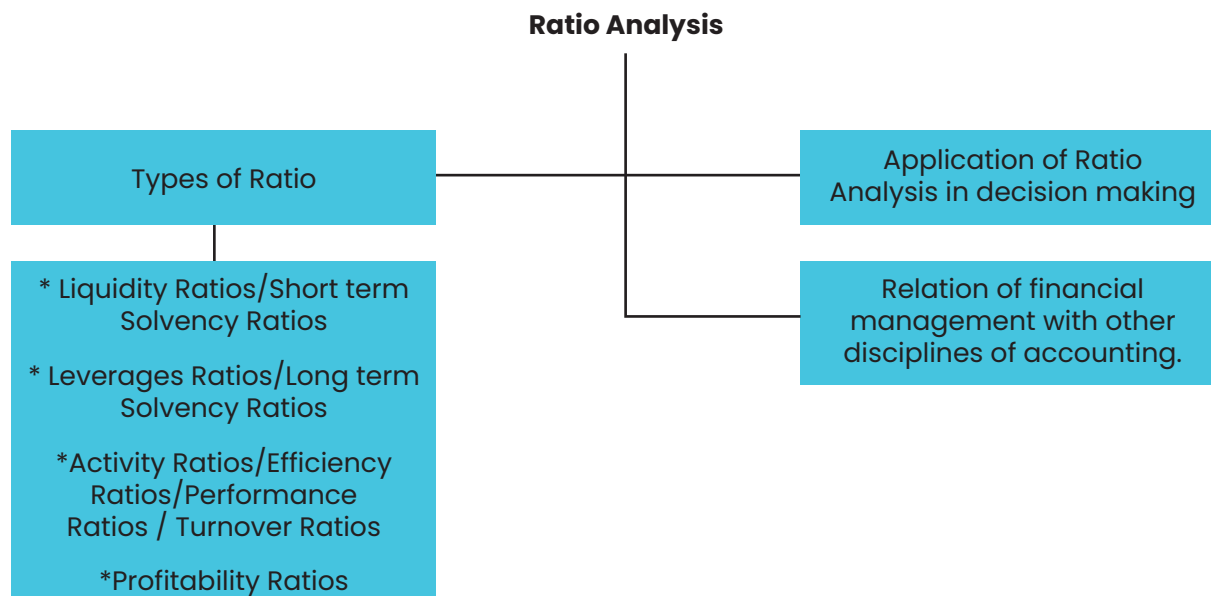 Ratio Analysis
Types of Ratio
* Liquidity Ratios/Short term
Solvency Ratios
* Leverages Ratios/Long term
Solvency Ratios
*Activity Ratios/Efficiency
Ratios/Performance
Ratios / Turnover Ratios
*Profitability Ratios
Application of Ratio
Analysis in decision making
Relation of financial
management with other
disciplines of accounting.